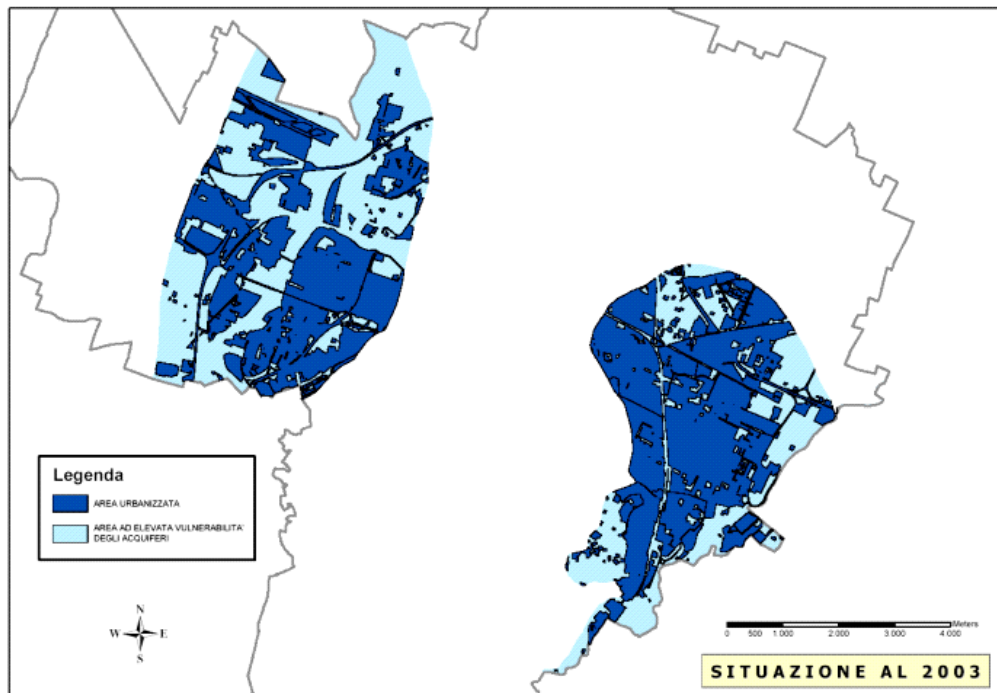 Legenda
AREA URBANIZZATA
AREA AD ELEVATA VULNERABILITA'
DEGLI ACQUIFERI
N
W E
S
Meters
0 500 1.000 2.000 3.000 4.000
SITUAZIONE AL 2003